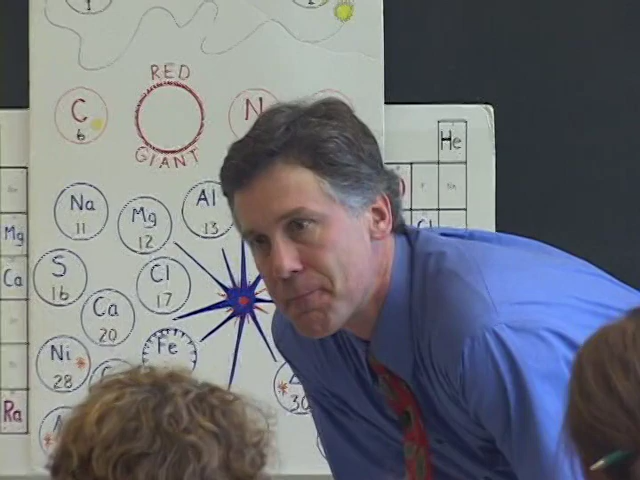 RED
C
6
N
GIANT
He
Na
11
Mg
12
Al
13
Mg
S
16
Cl
17
Ca
Ca
20
Ni
28
Fe
30
Ra